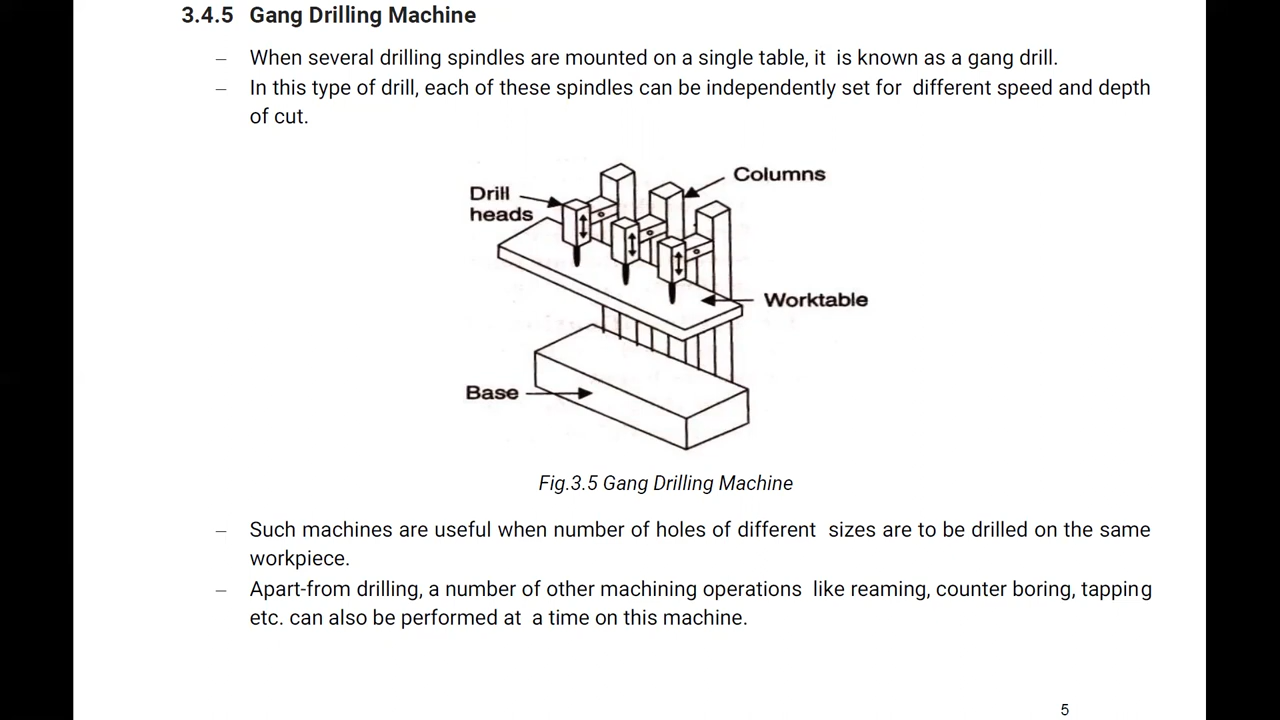 3.4.5 Gang Drilling Machine
– When several drilling spindles are mounted on a single table, it is known as a gang drill.
– In this type of drill, each of these spindles can be independently set for different speed and depth
of cut.
Columns
Drill
heads
Worktable
Base
Fig.3.5 Gang Drilling Machine
– Such machines are useful when number of holes of different sizes are to be drilled on the same
workpiece.
– Apart-from drilling, a number of other machining operations like reaming, counter boring, tapping
etc. can also be performed at a time on this machine.
5